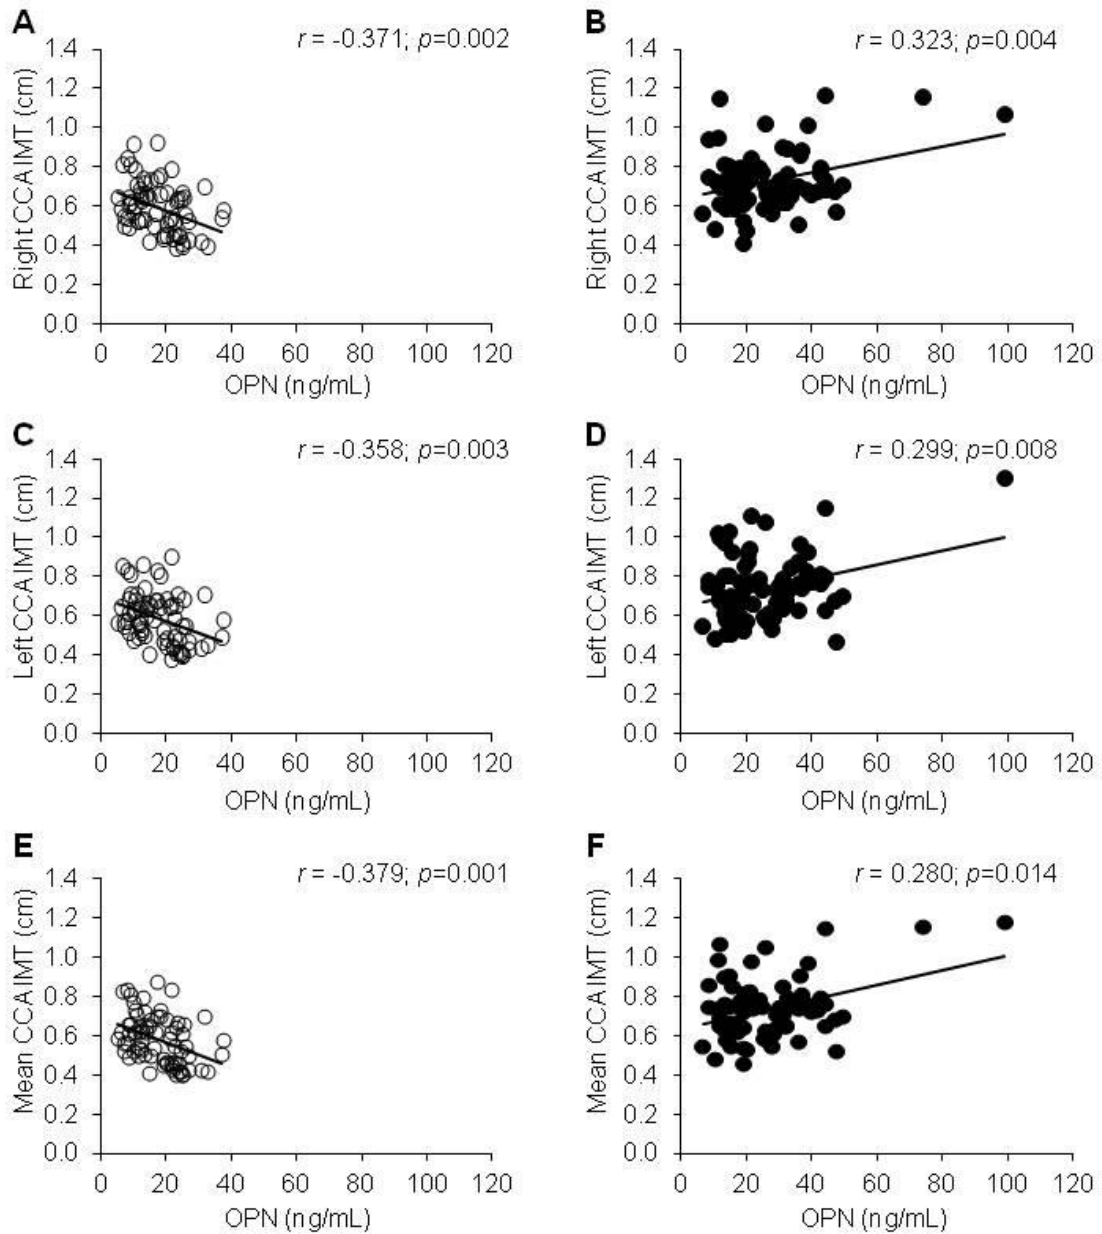 A
r = -0.371; p=0.002
Right CCA IMT (cm)
1.4
1.2
1.0
0.8
0.6
0.4
0.2
0.0
0 20 40 60 80 100 120
OPN (ng/mL)
B
r = 0.323; p=0.004
Right CCA IMT (cm)
1.4
1.2
1.0
0.8
0.6
0.4
0.2
0.0
0 20 40 60 80 100 120
OPN (ng/mL)
C
r = -0.358; p=0.003
Left CCA IMT (cm)
1.4
1.2
1.0
0.8
0.6
0.4
0.2
0.0
0 20 40 60 80 100 120
OPN (ng/mL)
D
r = 0.299; p=0.008
Left CCA IMT (cm)
1.4
1.2
1.0
0.8
0.6
0.4
0.2
0.0
0 20 40 60 80 100 120
OPN (ng/mL)
E
r = -0.379; p=0.001
Mean CCA IMT (cm)
1.4
1.2
1.0
0.8
0.6
0.4
0.2
0.0
0 20 40 60 80 100 120
OPN (ng/mL)
F
r = 0.280; p=0.014
Mean CCA IMT (cm)
1.4
1.2
1.0
0.8
0.6
0.4
0.2
0.0
0 20 40 60 80 100 120
OPN (ng/mL)